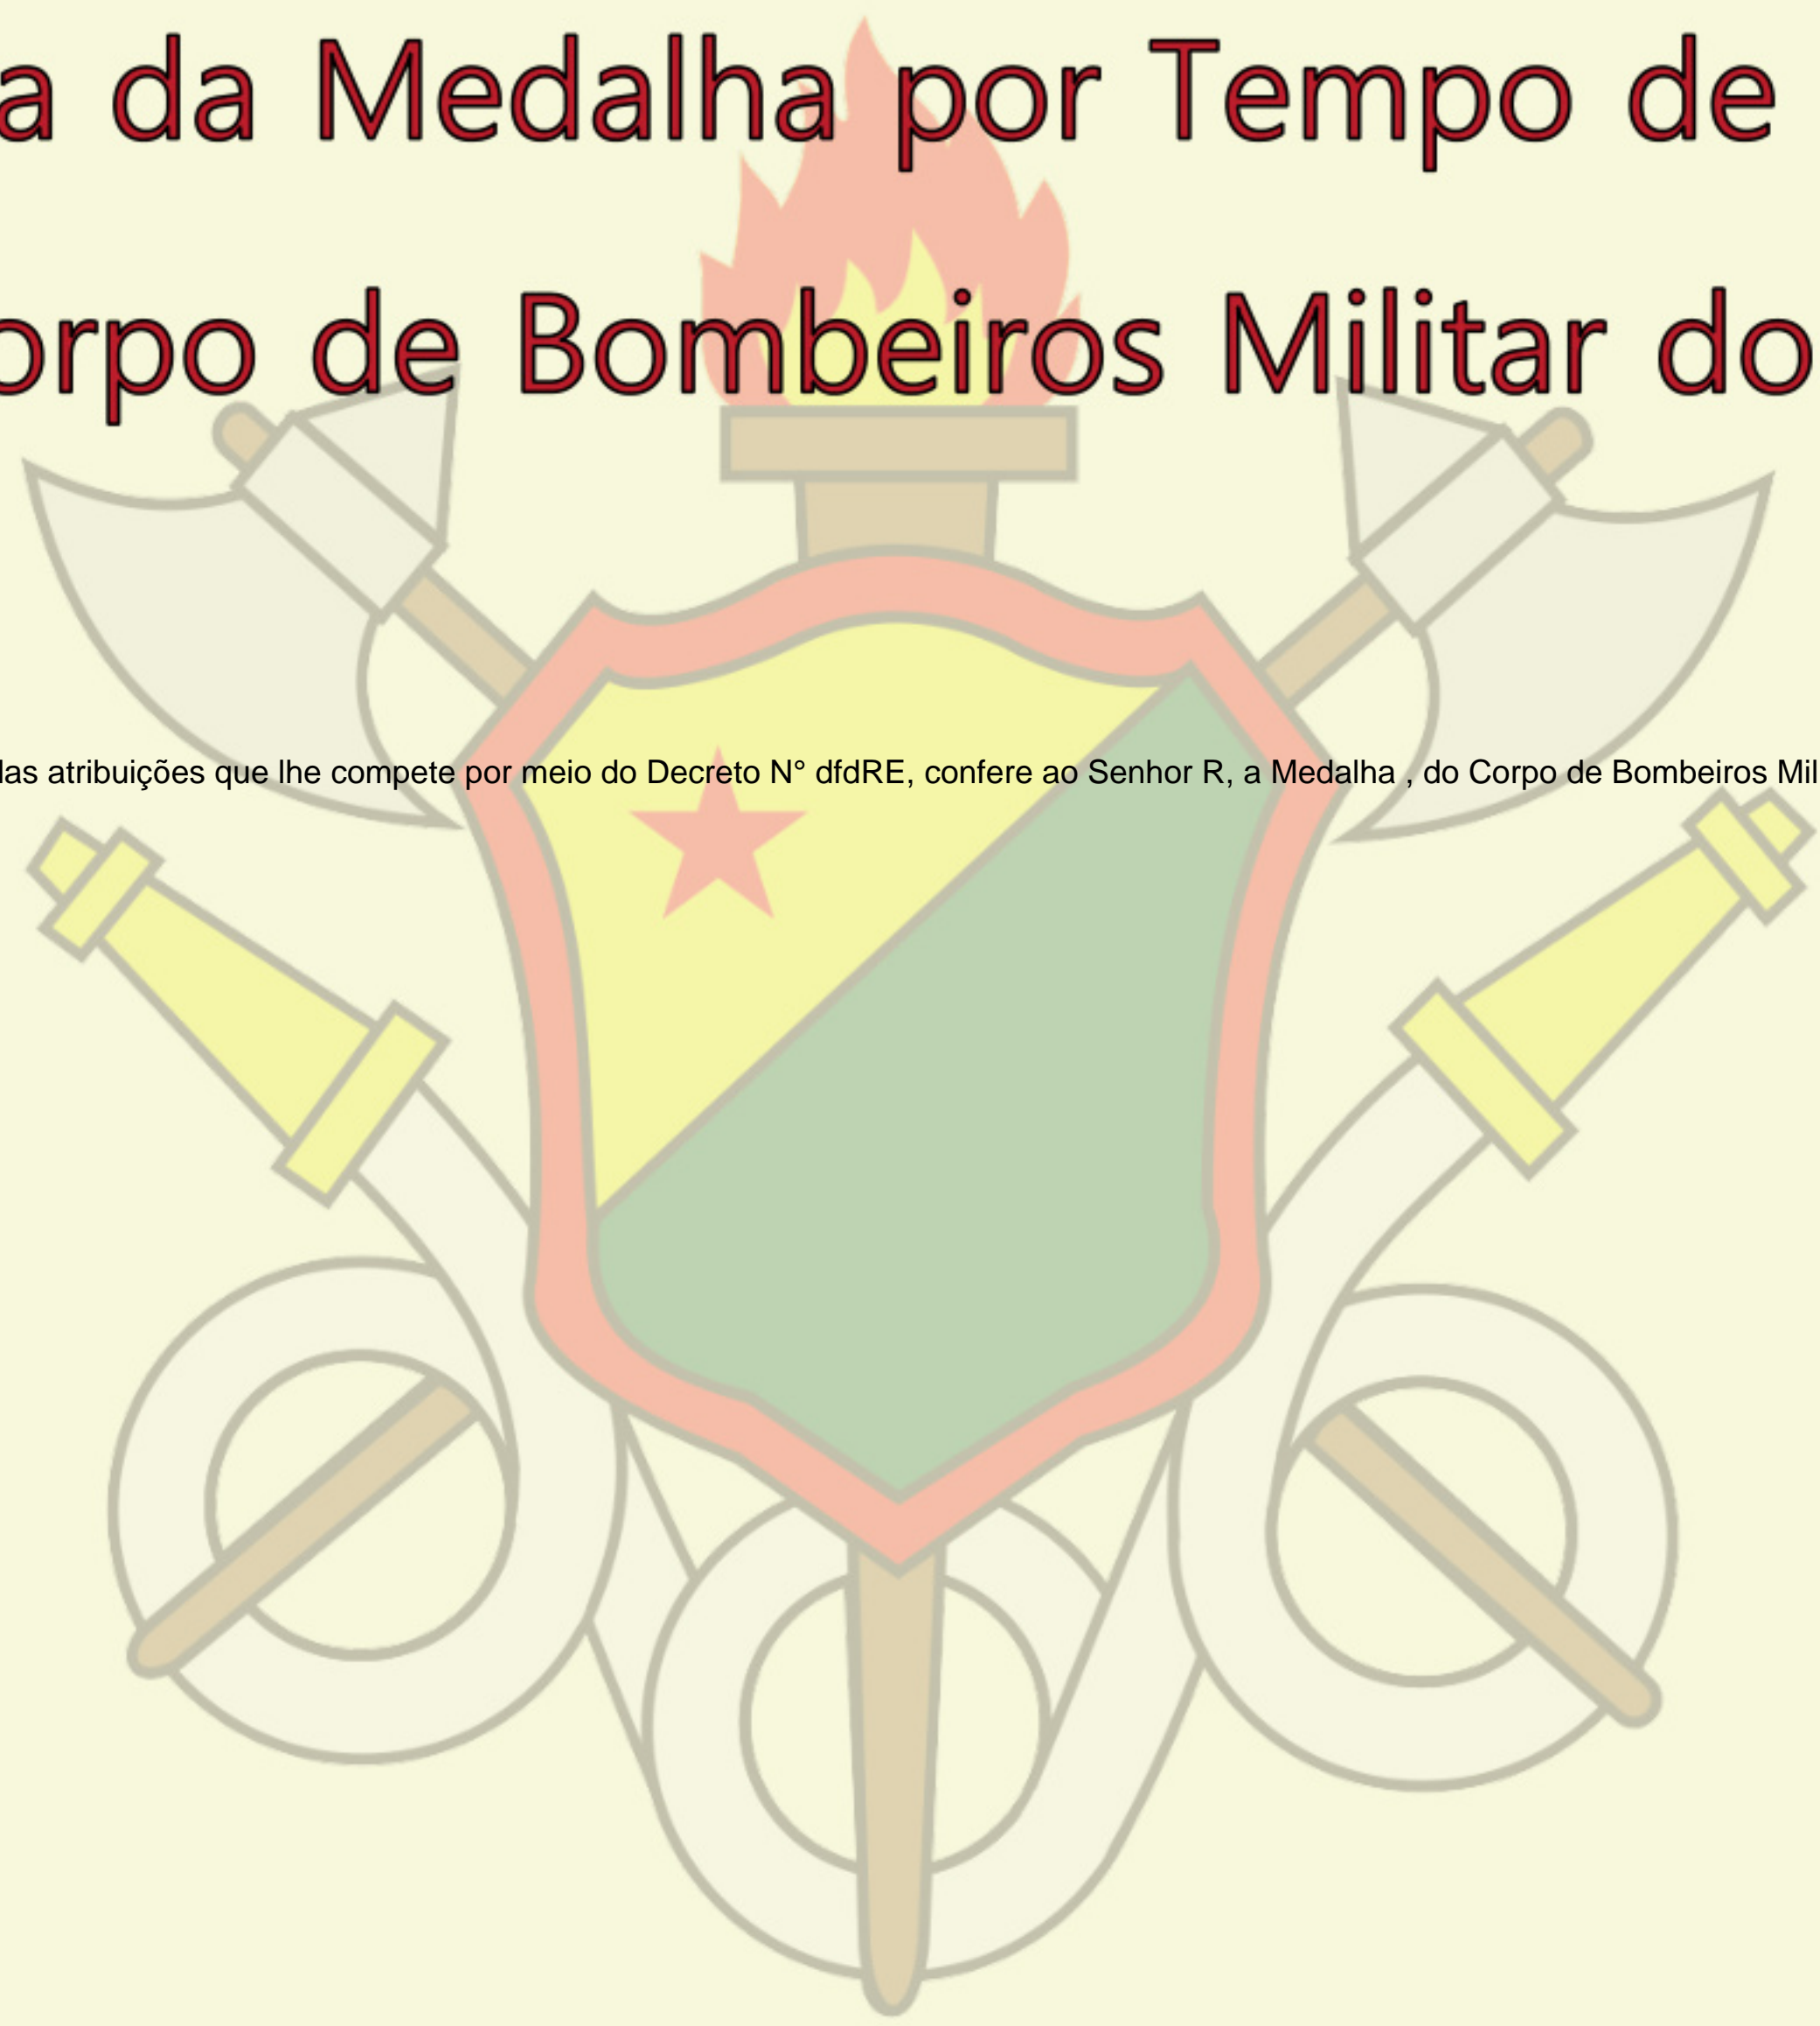 a da Medalha por Tempo de
orpo de Bombeiros Militar do
das atribuições que lhe compete por meio do Decreto N° dfdRE, confere ao Senhor R, a Medalha , do Corpo de Bombeiros Mil